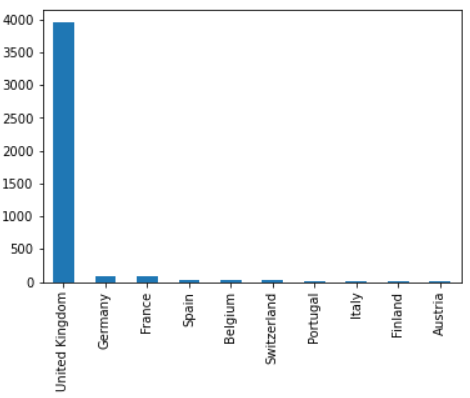 4000
3500
3000
2500
2000
1500
1000
500
0
United Kingdom
Germany
France
Spain
Belgium
Switzerland
Portugal
Italy
Finland
Austria